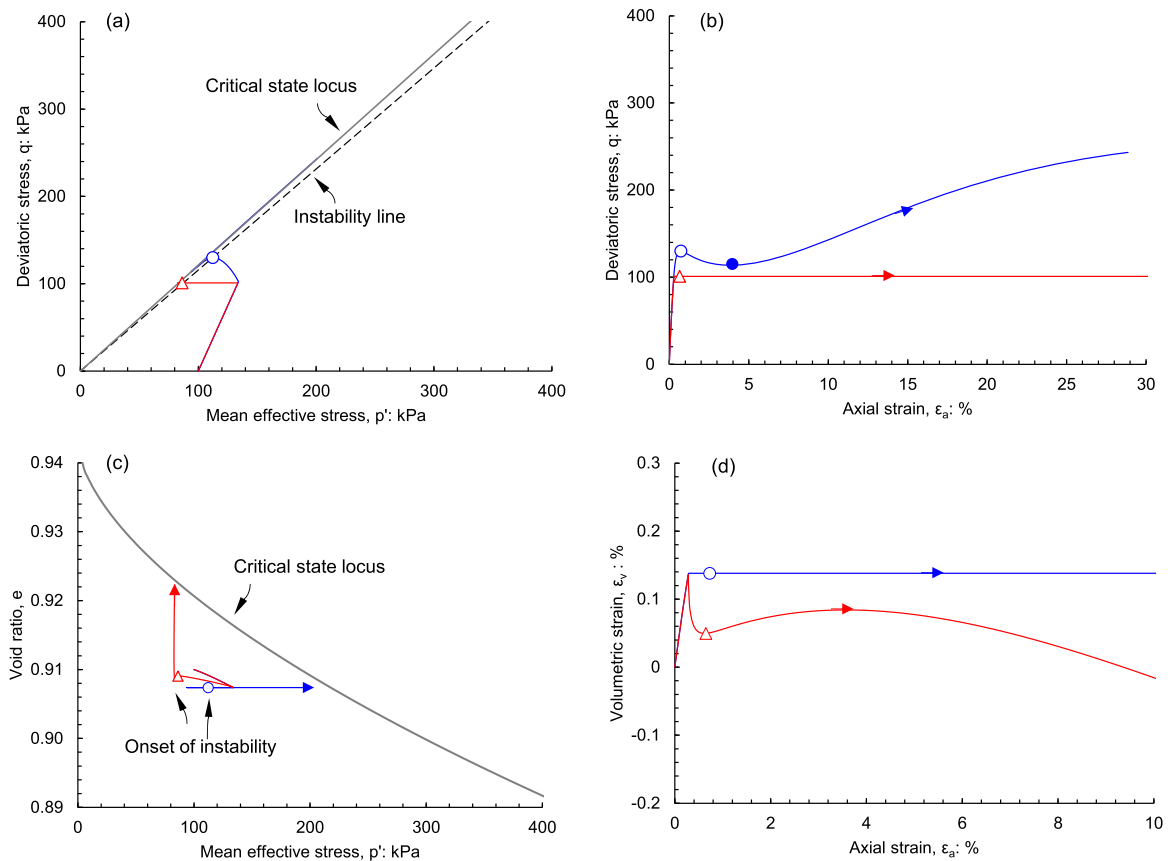 (a)
400
300
200
100
0
Deviatoric stress, q: kPa
Critical state locus
Instability line
0 100 200 300 400
Mean effective stress, p': kPa
(b)
400
300
200
100
0
Deviatoric stress, q: kPa
0 5 10 15 20 25 30
Axial strain, εa: %
(c)
0.94
0.93
0.92
0.91
0.90
0.89
Void ratio, e
Critical state locus
Onset of instability
0 100 200 300 400
Mean effective stress, p': kPa
(d)
0.3
0.2
0.1
0
-0.1
-0.2
Volumetric strain, εv : %
0 2 4 6 8 10
Axial strain, εa: %